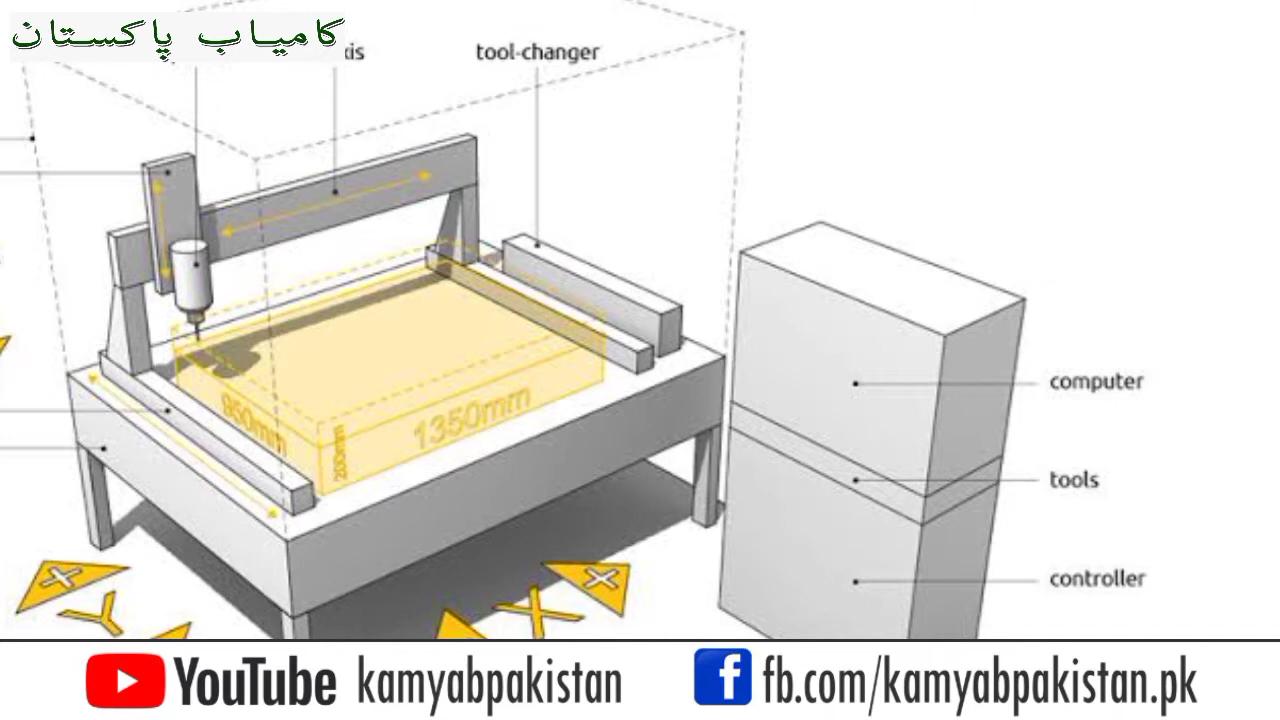 کامیاب پاکستان
tool-changer
950mm
200mm
1350mm
computer
tools
controller
X
Y
YouTube kamyabpakistan
fb.com/kamyabpakistan.pk